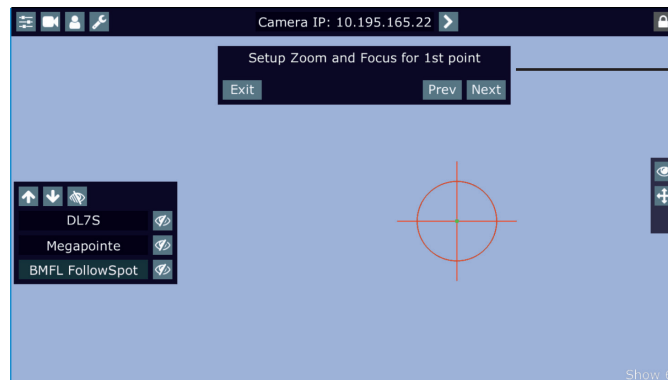 Camera IP: 10.195.165.22
Setup Zoom and Focus for 1st point
Exit Prev Next
DL7S
Megapointe
BMFL FollowSpot
Show